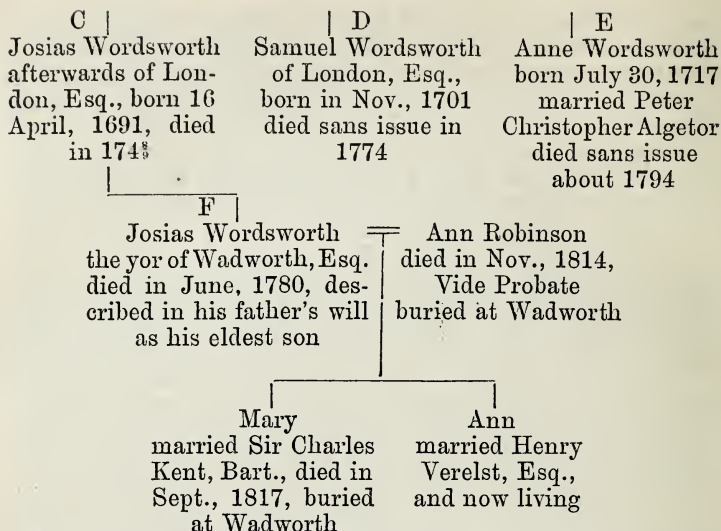 C
Josias Wordsworth
afterwards of Lon-
don, Esq., born 16
April, 1691, died
in 174 8/9
D
Samuel Wordsworth
of London, Esq.,
born in Nov., 1701
died sans issue in
1774
E
Anne Wordsworth
born July 30, 1717
married Peter
Christopher Algetor
died sans issue
about 1794
F
Josias Wordsworth
the yor of Wadworth, Esq.
died in June, 1780, des-
cribed in his father's will
as his eldest son
Ann Robinson
died in Nov., 1814,
Vide Probate
buried at Wadworth
Mary
married Sir Charles
Kent, Bart., died in
Sept., 1817, buried
at Wadworth
Ann
married Henry
Verelst, Esq.,
and now living